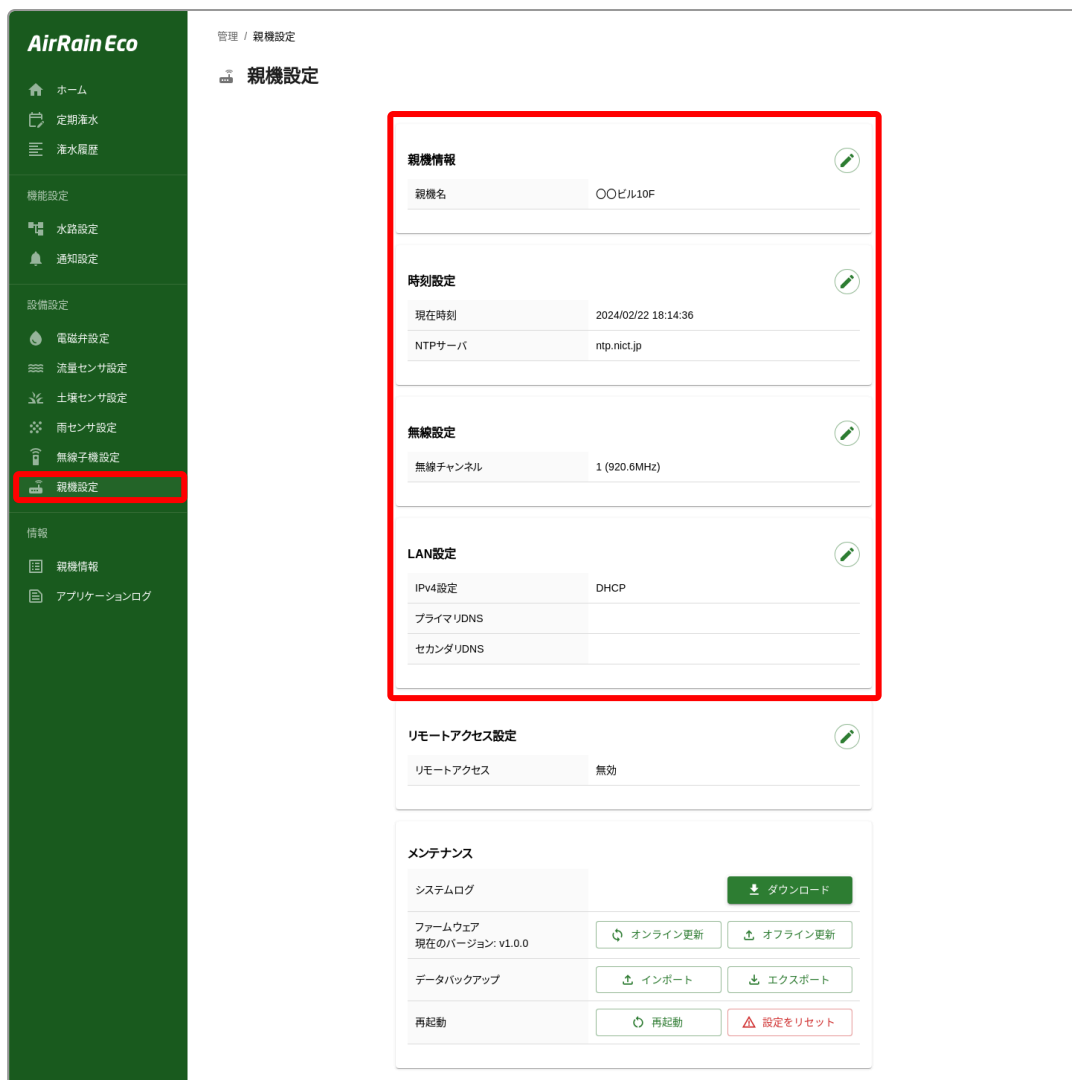 AirRain Eco
ホーム
定期潅水
潅水履歴
機能設定
水路設定
通知設定
設備設定
電磁弁設定
流量センサ設定
土壌センサ設定
雨センサ設定
無線子機設定
親機設定
情報
親機情報
アプリケーションログ
管理 / 親機設定
親機設定
親機情報
親機名 〇〇ビル10F
時刻設定
現在時刻 2024/02/22 18:14:36
NTPサーバ ntp.nict.jp
無線設定
無線チャンネル 1 (920.6MHz)
LAN設定
IPv4設定 DHCP
プライマリDNS
セカンダリDNS
リモートアクセス設定
リモートアクセス 無効
メンテナンス
システムログ ダウンロード
ファームウェア
現在のバージョン: v1.0.0 オンライン更新 オフライン更新
データバックアップ インポート エクスポート
再起動 再起動 設定をリセット